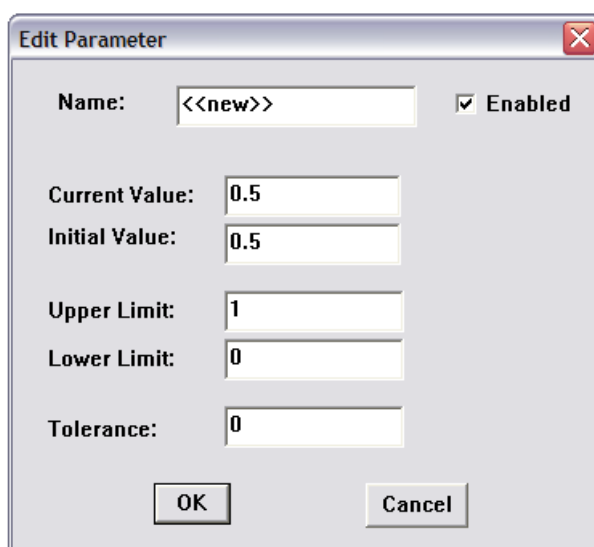 Edit Parameter
Name: <<new>> Enabled
Current Value: 0.5
Initial Value: 0.5
Upper Limit: 1
Lower Limit: 0
Tolerance: 0
OK Cancel